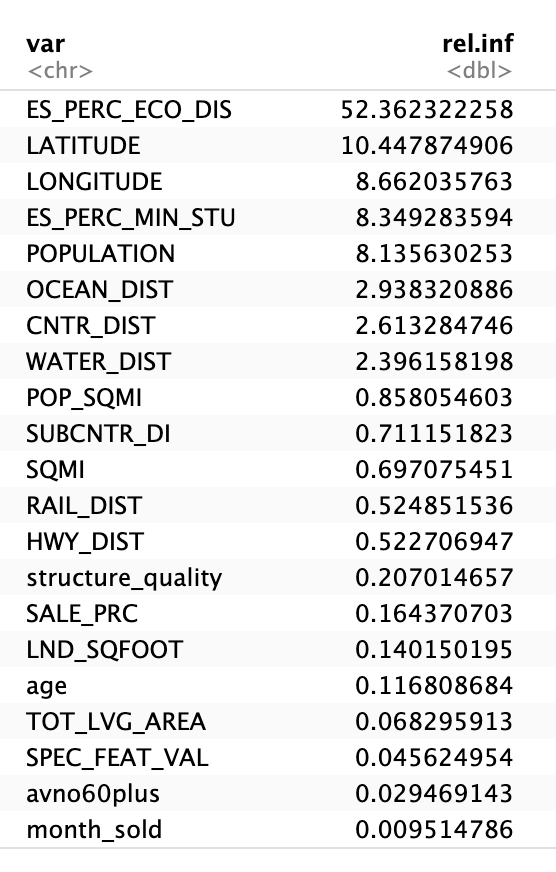 var rel.inf
<chr> <dbl>
ES_PERC_ECO_DIS 52.362322258
LATITUDE 10.447874906
LONGITUDE 8.662035763
ES_PERC_MIN_STU 8.349283594
POPULATION 8.135630253
OCEAN_DIST 2.938320886
CNTR_DIST 2.613284746
WATER_DIST 2.396158198
POP_SQMI 0.858054603
SUBCNTR_DI 0.711151823
SQMI 0.697075451
RAIL_DIST 0.524851536
HWY_DIST 0.522706947
structure_quality 0.207014657
SALE_PRC 0.164370703
LND_SQFOOT 0.140150195
age 0.116808684
TOT_LVG_AREA 0.068295913
SPEC_FEAT_VAL 0.045624954
avno60plus 0.029469143
month_sold 0.009514786